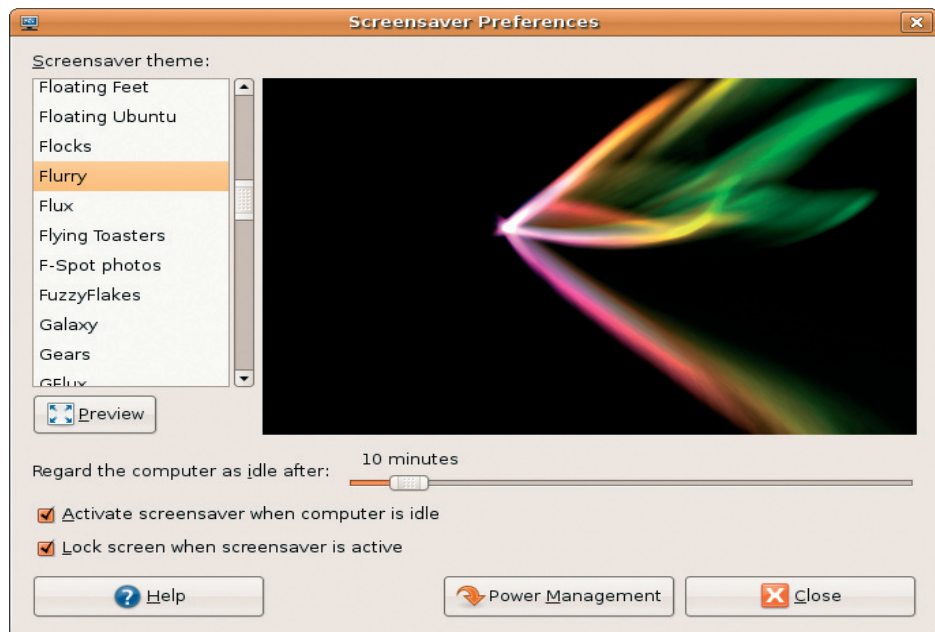 Screensaver Preferences
Screensaver theme:
Floating Feet
Floating Ubuntu
Flocks
Flurry
Flux
Flying Toasters
F-Spot photos
FuzzyFlakes
Galaxy
Gears
GFlux
Preview
Regard the computer as idle after:
10 minutes
Activate screensaver when computer is idle
Lock screen when screensaver is active
Help
Power Management
Close